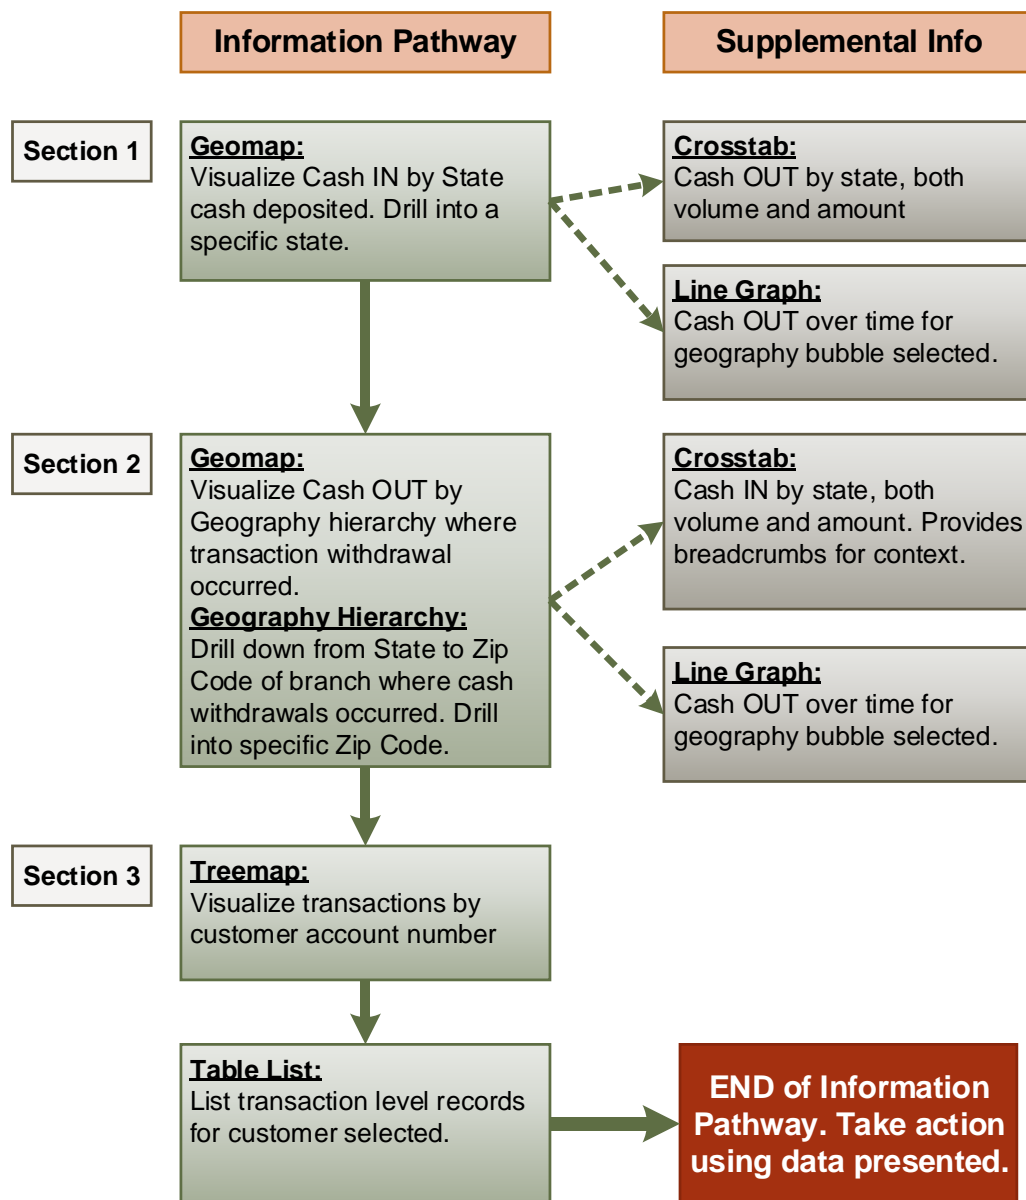 Information Pathway
Supplemental Info
Section 1
Geomap:
Visualize Cash IN by State
cash deposited. Drill into a
specific state.
Crosstab:
Cash OUT by state, both
volume and amount
Line Graph:
Cash OUT over time for
geography bubble selected.
Section 2
Geomap:
Visualize Cash OUT by
Geography hierarchy where
transaction withdrawal
occurred.
Geography Hierarchy:
Drill down from State to Zip
Code of branch where cash
withdrawals occurred. Drill
into specific Zip Code.
Crosstab:
Cash IN by state, both
volume and amount. Provides
breadcrumbs for context.
Line Graph:
Cash OUT over time for
geography bubble selected.
Section 3
Treemap:
Visualize transactions by
customer account number
Table List:
List transaction level records
for customer selected.
END of Information
Pathway. Take action
using data presented.